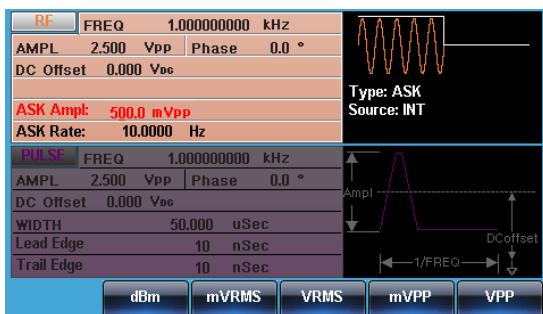 RF FREQ 1.000000000 kHz
AMPL 2.500 Vpp Phase 0.0 °
DC Offset 0.000 VDC
ASK Ampl: 500.0 mVpp
ASK Rate: 10.0000 Hz
Type: ASK
Source: INT
PULSE FREQ 1.000000000 kHz
AMPL 2.500 Vpp Phase 0.0 °
DC Offset 0.000 VDC
WIDTH 50.000 uSec
Lead Edge 10 nSec
Trail Edge 10 nSec
Ampl
DCoffset
1/FREQ
dBm mVRMS VRMS mVPP VPP